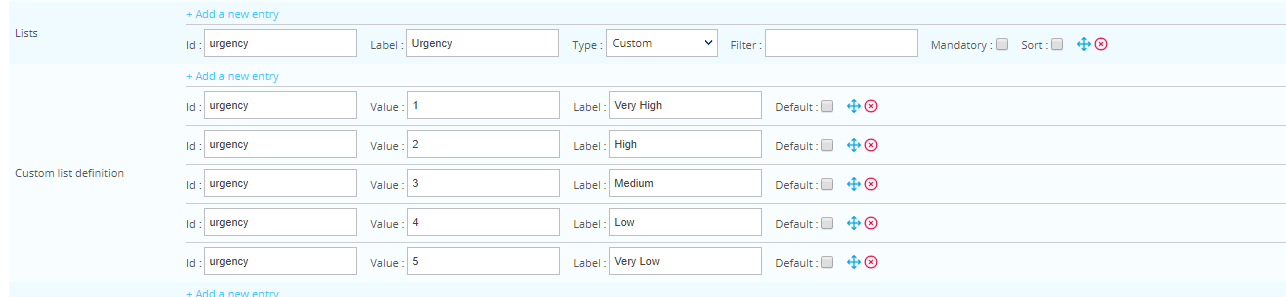 + Add a new entry
Lists
Id : urgency Label : Urgency Type : Custom Filter : Mandatory : Sort :
+ Add a new entry
Id : urgency Value : 1 Label : Very High Default :
Id : urgency Value : 2 Label : High Default :
Custom list definition
Id : urgency Value : 3 Label : Medium Default :
Id : urgency Value : 4 Label : Low Default :
Id : urgency Value : 5 Label : Very Low Default :
+ Add a new entry